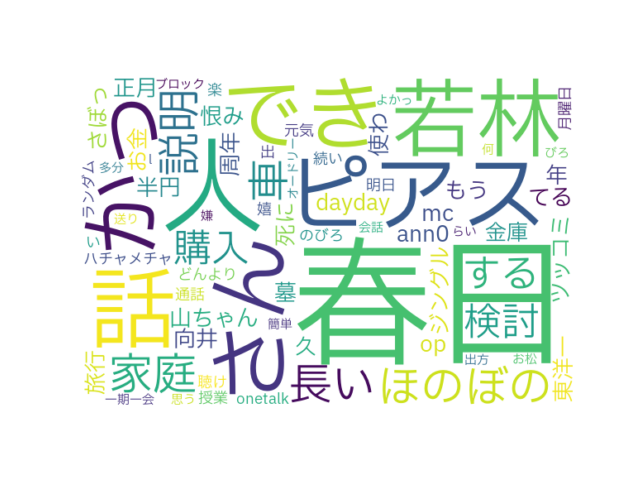 正月
ブロック
楽
さぼっ
恨み
でき
よかっ
若林
月曜日
お金
説明
かっ
周年
元気
使わ
何
ぴろ
ランダム
多分
ー
半円
人
車
出
オードリー
続い
ピアス
明日
もう
年
てる
送り
嫌
嬉
死に
dayday
mc
ツッコミ
い
購入
のびろ
会話
ann0
らい
金庫
ハチャメチャ
さん
春日
する
どんより
話
通話
墓
ジングル
検討
山ちゃん
簡単
向井
久
op
出方
お松
旅行
家庭
聴け
長い
ほのぼの
東洋一
一期一会
思う
授業
onetalk